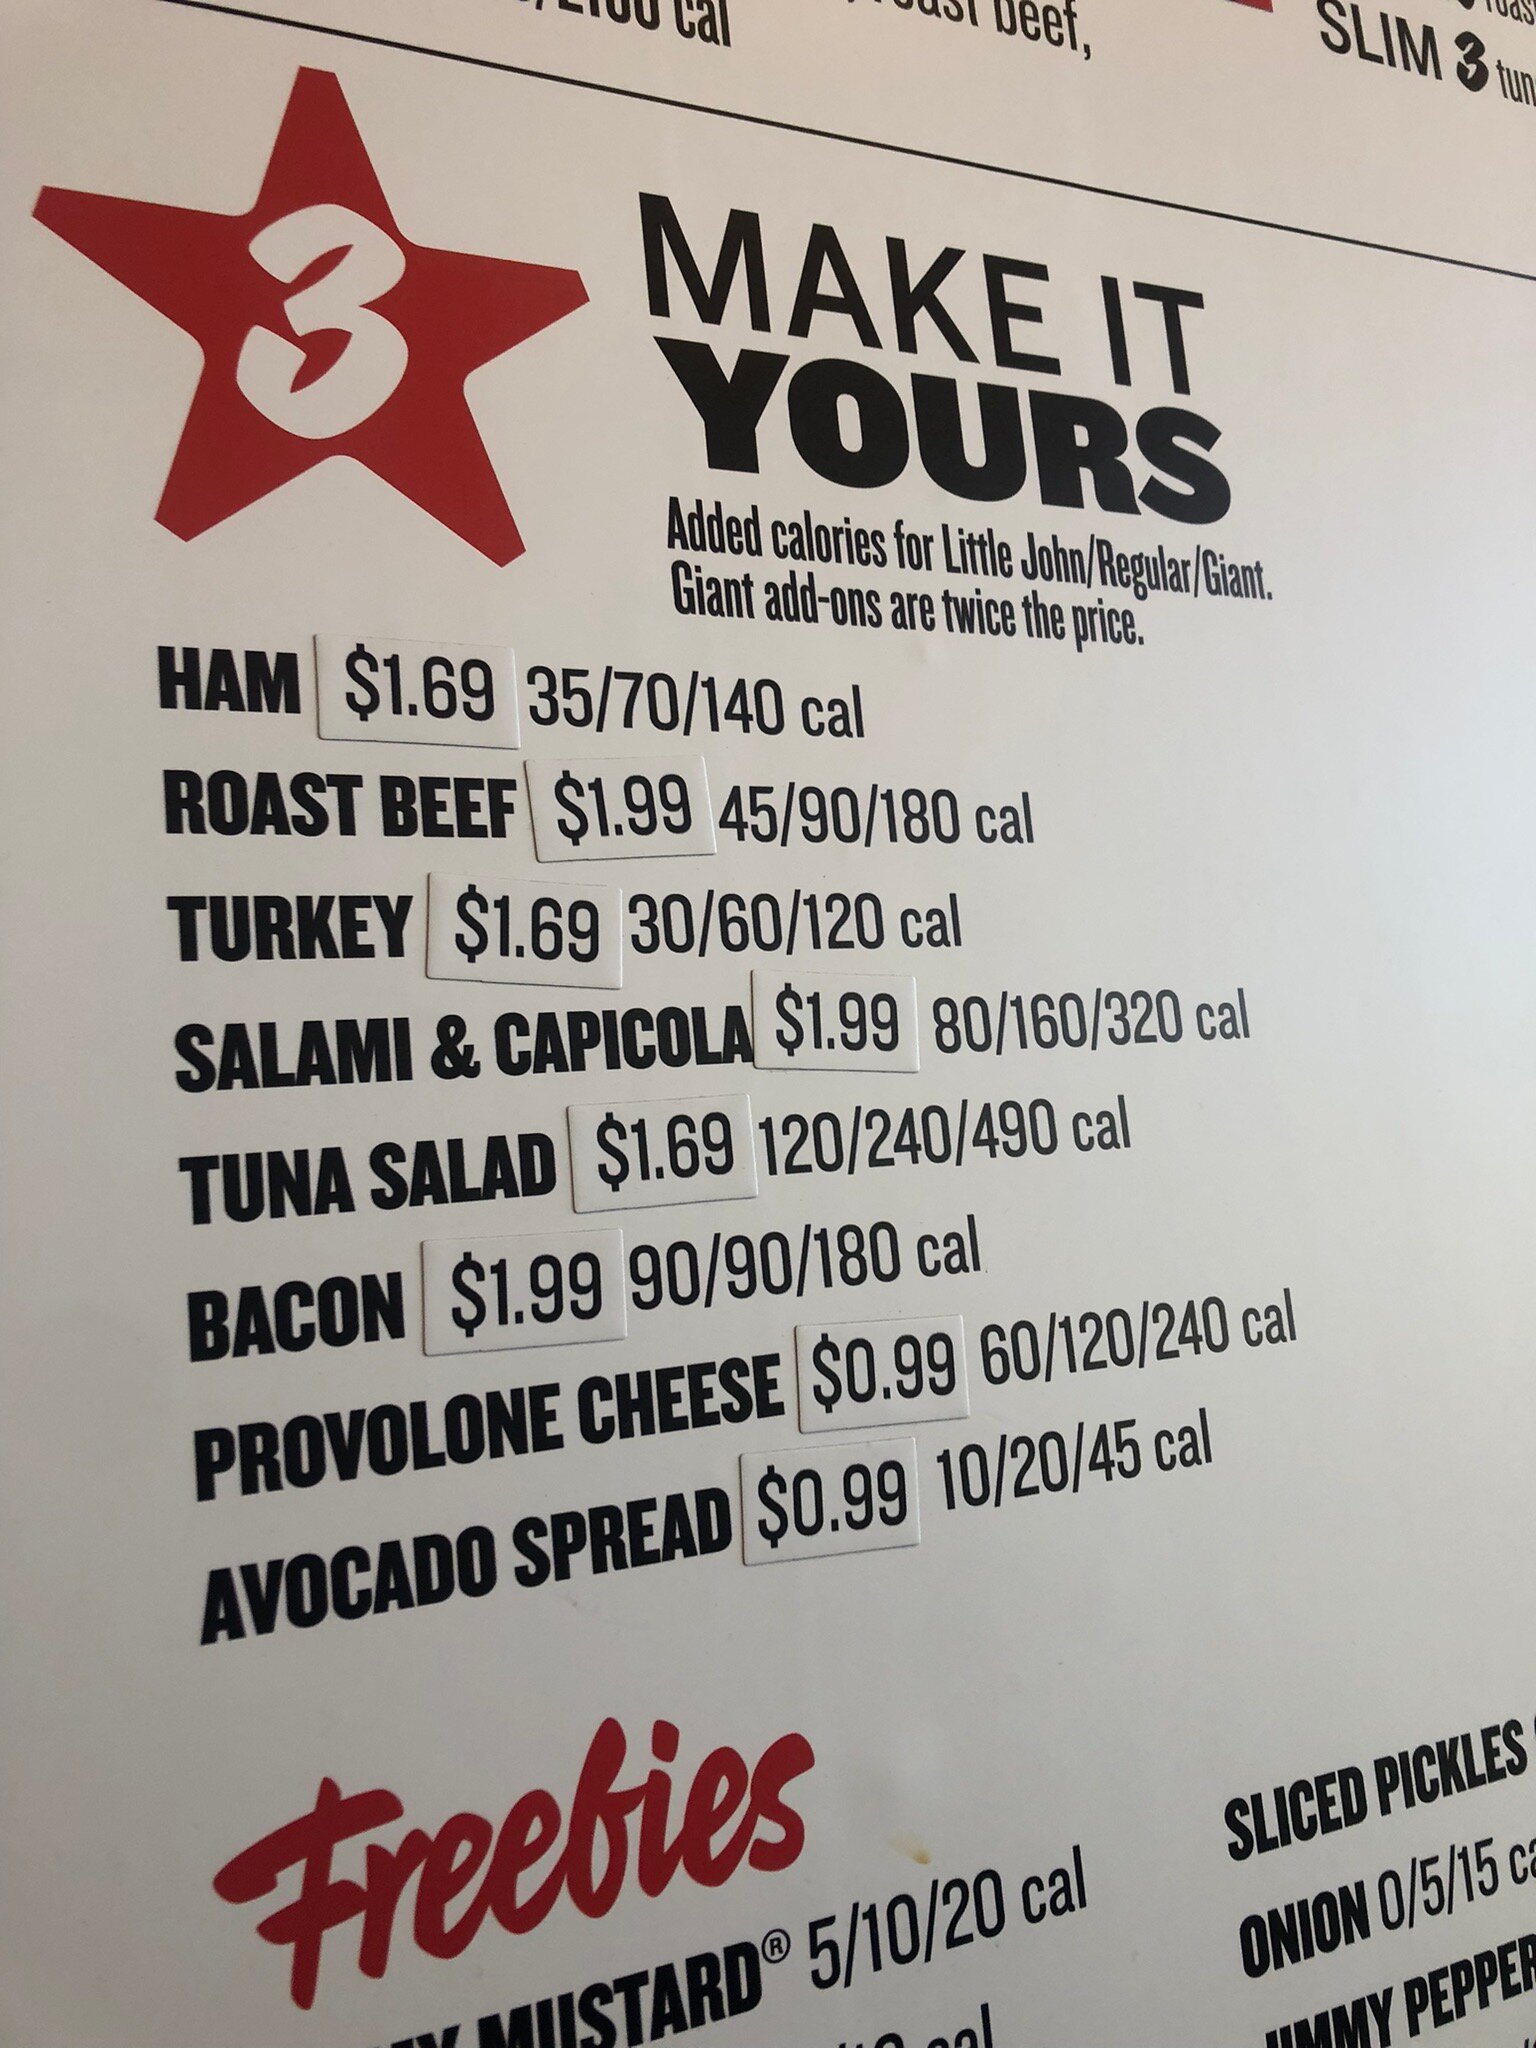 cal
beef,
SLIM 3
3
MAKE IT
YOURS
Added calories for Little John/Regular/Giant.
Giant add-ons are twice the price.
HAM $1.69 35/70/140 cal
ROAST BEEF $1.99 45/90/180 cal
TURKEY $1.69 30/60/120 cal
SALAMI & CAPICOLA $1.99 80/160/320 cal
TUNA SALAD $1.69 120/240/490 cal
BACON $1.99 90/90/180 cal
PROVOLONE CHEESE $0.99 60/120/240 cal
AVOCADO SPREAD $0.99 10/20/45 cal
Freebies
MUSTARD® 5/10/20 cal
cal
SLICED PICKLES
ONION 0/5/15
JIMMY PEPPER